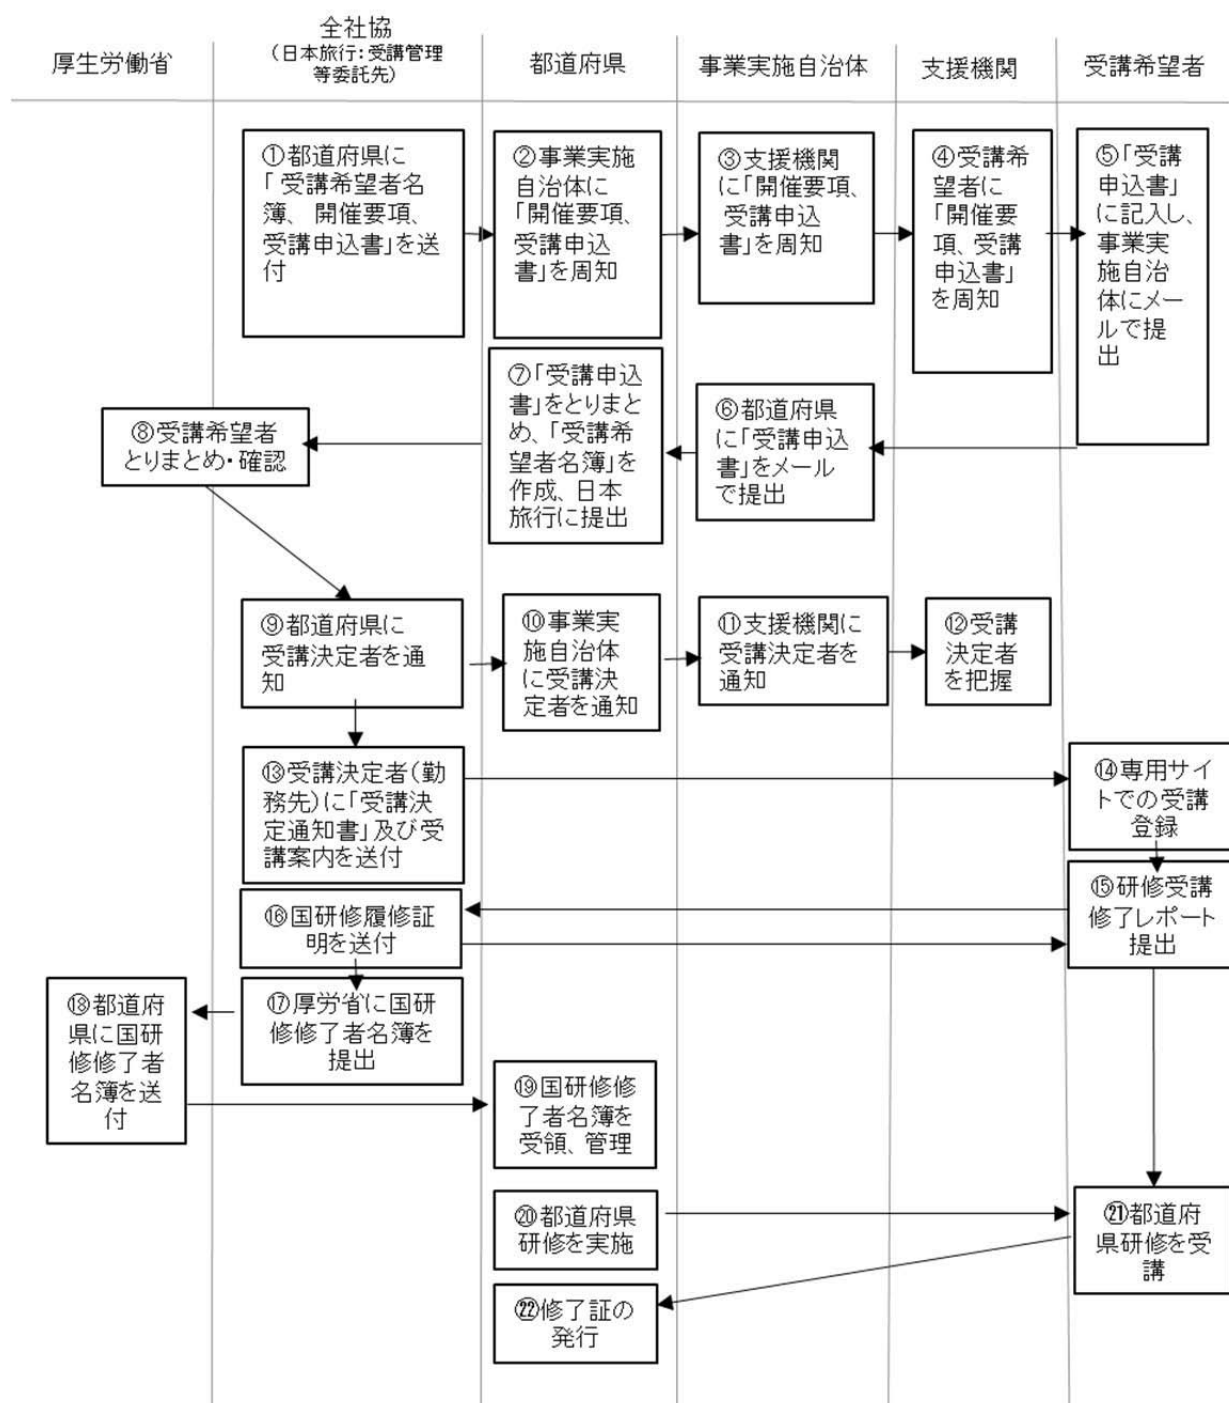 厚生労働省
全社協
（日本旅行：受講管理
等委託先）
都道府県
事業実施自治体
支援機関
受講希望者
①都道府県に
「受講希望者名
簿、 開催要項、
受講申込書」を送
付
②事業実施
自治体に
「開催要項、
受講申込
書」を周知
③支援機関
に「開催要項、
受講申込
書」を周知
④受講希
望者に
「開催要
項、受講
申込書」
を周知
⑤「受講
申込書」
に記入し、
事業実
施自治
体にメー
ルで提
出
⑥都道府県
に「受講申込
書」をメール
で提出
⑦「受講申込
書」をとりまと
め、「受講希
望者名簿」を
作成、日本
旅行に提出
⑧受講希望者
とりまとめ・確認
⑨都道府県に
受講決定者を通
知
⑩事業実
施自治体
に受講決
定者を通知
⑪支援機関に
受講決定者を
通知
⑫受講
決定者
を把握
⑬受講決定者（勤
務先）に「受講決
定通知書」及び受
講案内を送付
⑭専用サイ
トでの受講
登録
⑮研修受講
修了レポート
提出
⑯国研修履修証
明を送付
⑰厚労省に国研
修修了者名簿を
提出
⑱都道府
県に国研
修修了者
名簿を送
付
⑲国研修修
了者名簿を
受領、管理
⑳都道府県
研修を実施
㉑都道府
県研修を受
講
㉒修了証の
発行